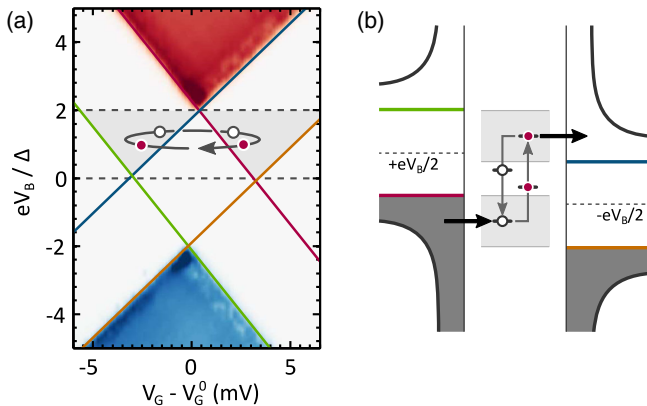 (a)
(b)
4
2
0
-2
-4
eV_B / Δ
-5
0
5
V_G - V_G^0 (mV)
+eV_B/2
-eV_B/2